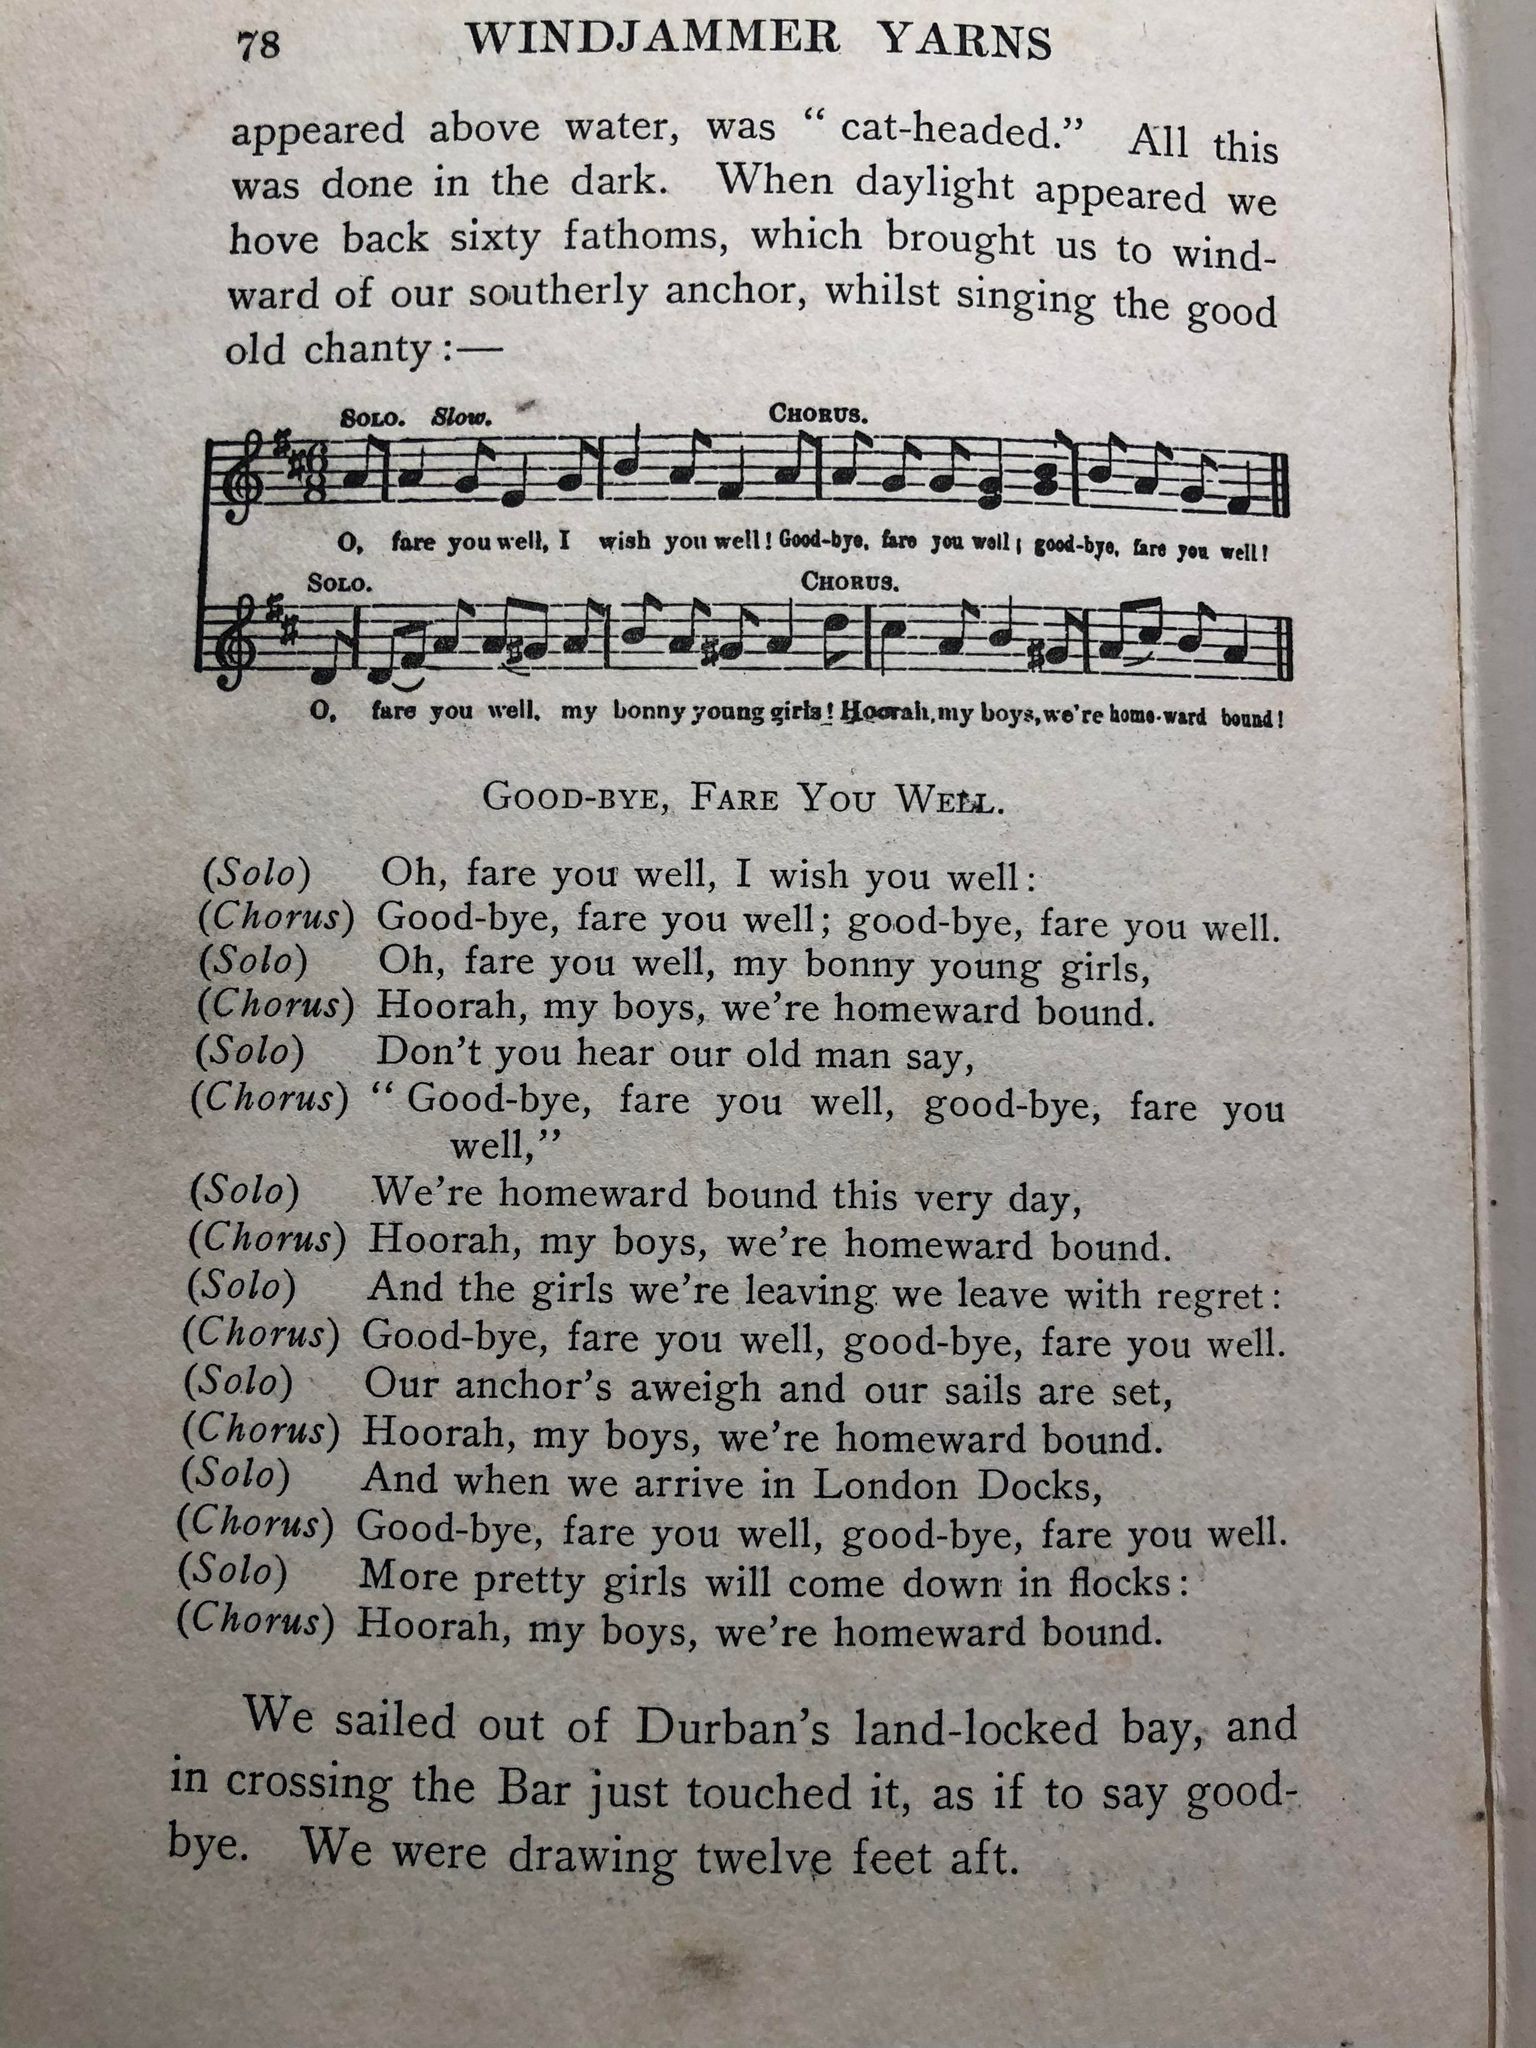 78 WINDJAMMER YARNS
appeared above water, was “ cat-headed.” All this
was done in the dark. When daylight appeared we
hove back sixty fathoms, which brought us to wind-
ward of our southerly anchor, whilst singing the good
old chanty :—
SOLO. Slow. CHORUS.
6
8
O, fare you well, I wish you well! Good-bye, fare you well; good-bye, fare you well!
SOLO. CHORUS.
O, fare you well, my bonny young girls! Hoorah, my boys, we're home-ward bound!
GOOD-BYE, FARE YOU WELL.
(Solo) Oh, fare you well, I wish you well :
(Chorus) Good-bye, fare you well; good-bye, fare you well.
(Solo) Oh, fare you well, my bonny young girls,
(Chorus) Hoorah, my boys, we're homeward bound.
(Solo) Don't you hear our old man say,
(Chorus) “ Good-bye, fare you well, good-bye, fare you
well,”
(Solo) We're homeward bound this very day,
(Chorus) Hoorah, my boys, we're homeward bound.
(Solo) And the girls we're leaving we leave with regret :
(Chorus) Good-bye, fare you well, good-bye, fare you well.
(Solo) Our anchor's aweigh and our sails are set,
(Chorus) Hoorah, my boys, we're homeward bound.
(Solo) And when we arrive in London Docks,
(Chorus) Good-bye, fare you well, good-bye, fare you well.
(Solo) More pretty girls will come down in flocks :
(Chorus) Hoorah, my boys, we're homeward bound.
We sailed out of Durban's land-locked bay, and
in crossing the Bar just touched it, as if to say good-
bye. We were drawing twelve feet aft.